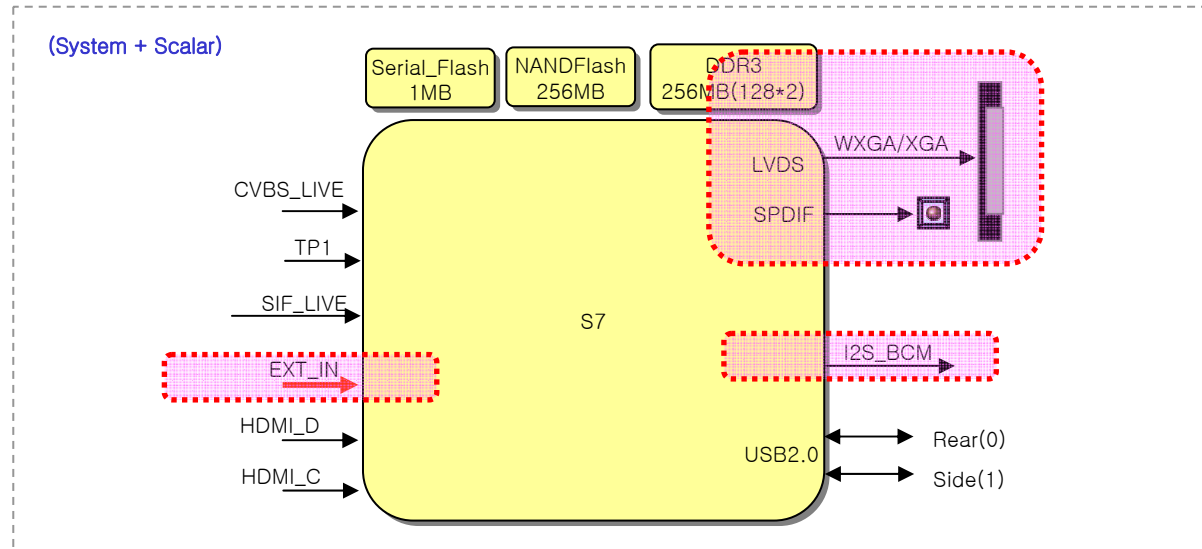 (System + Scalar)
Serial_Flash
1MB
NANDFlash
256MB
DDR3
256MB(128*2)
CVBS_LIVE
TP1
SIF_LIVE
EXT_IN
HDMI_D
HDMI_C
S7
LVDS
WXGA/XGA
SPDIF
I2S_BCM
USB2.0
Rear(0)
Side(1)